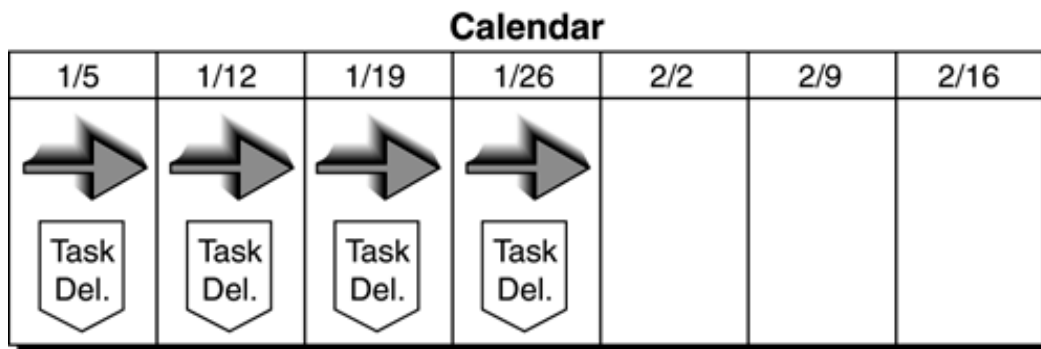 Calendar
1/5 1/12 1/19 1/26 2/2 2/9 2/16
Task Task Task Task
Del. Del. Del. Del.